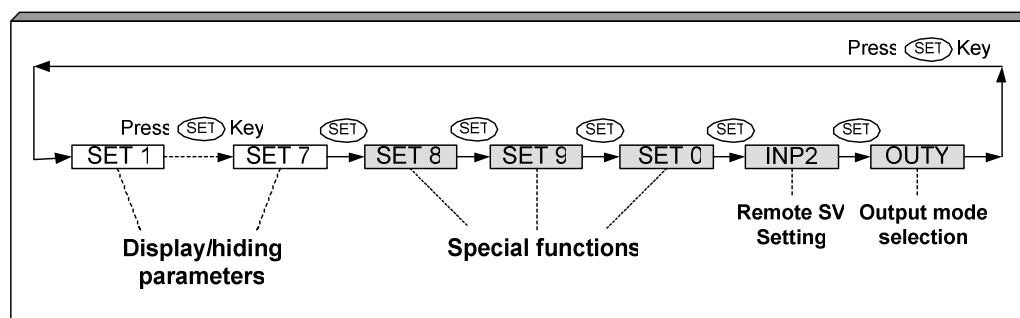 Press SET Key
Press SET Key SET SET SET SET SET
SET 1 SET 7 SET 8 SET 9 SET 0 INP2 OUTY
Display/hiding
parameters
Special functions
Remote SV
Setting
Output mode
selection